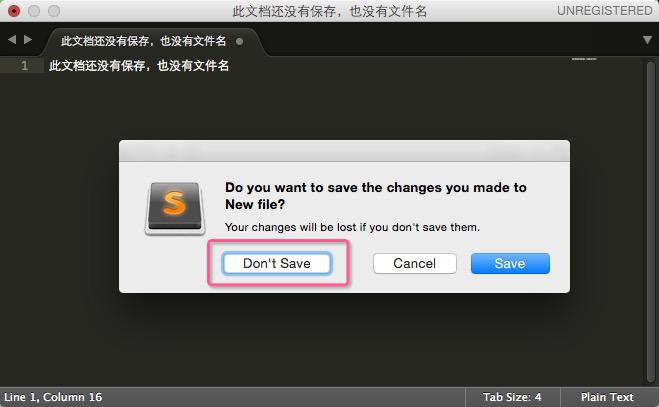 此文档还没有保存，也没有文件名
UNREGISTERED
此文档还没有保存，也没有文件名
1 此文档还没有保存，也没有文件名
Do you want to save the changes you made to
New file?
Your changes will be lost if you don't save them.
Don't Save
Cancel
Save
Line 1, Column 16
Tab Size: 4
Plain Text